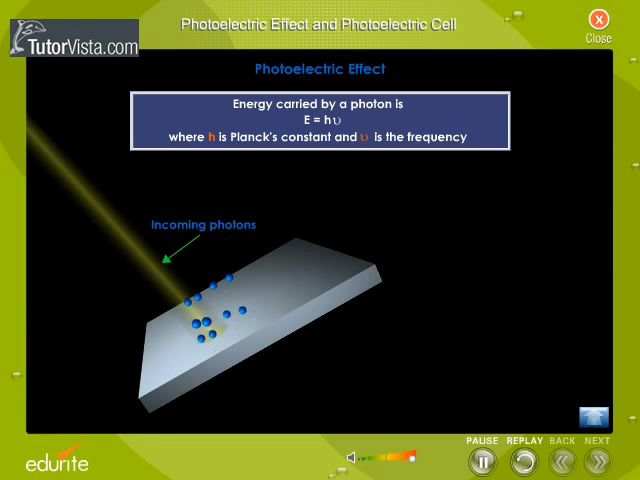 Photoelectric Effect and Photoelectric Cell
X
Close
TutorVista.com
Photoelectric Effect
Energy carried by a photon is
E = hυ
where h is Planck's constant and υ is the frequency
Incoming photons
PAUSE REPLAY BACK NEXT
edurite